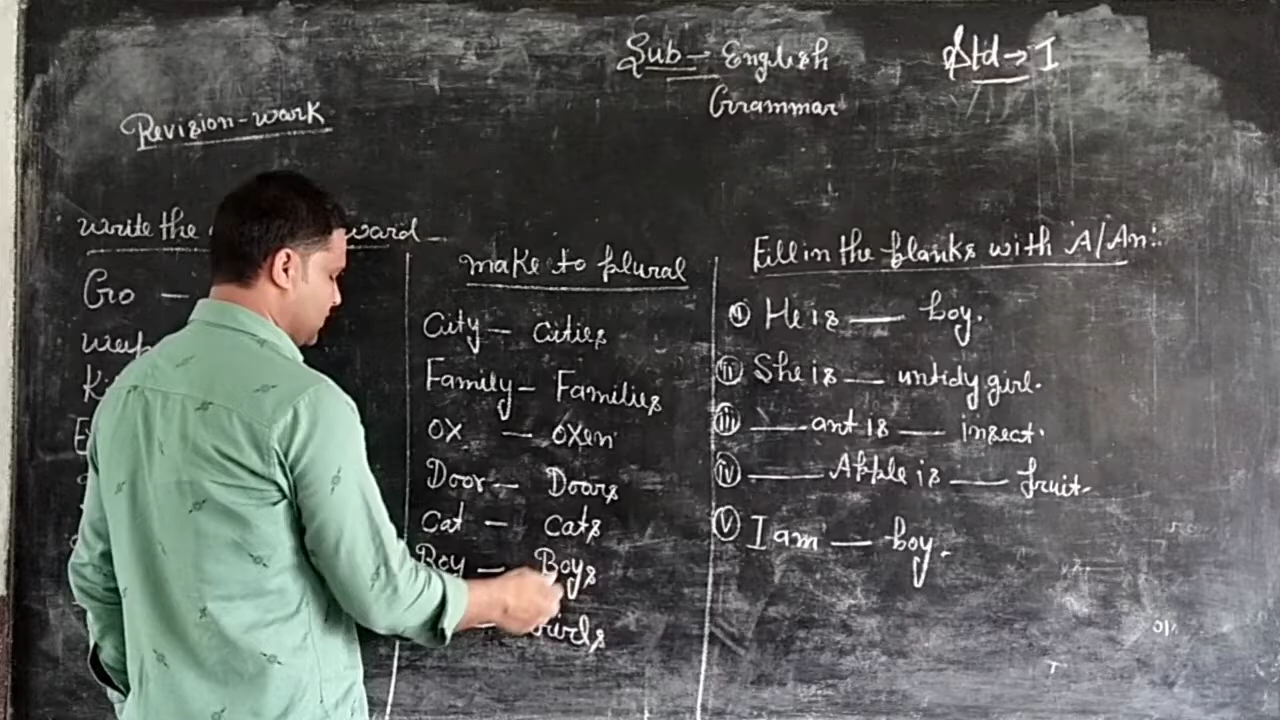 Sub - English
Grammar
Std → I
Revision-work
write the
word
Go -
make to plural
City - Cities
Family - Families
OX - OXen
Door - Doors
Cat - Cats
Boy - Boys
Fill in the blanks with A/An:
(i) He is ___ boy.
(ii) She is ___ untidy girl.
(iii) ___ ant is ___ insect.
(iv) ___ Apple is ___ fruit.
(v) I am ___ boy.